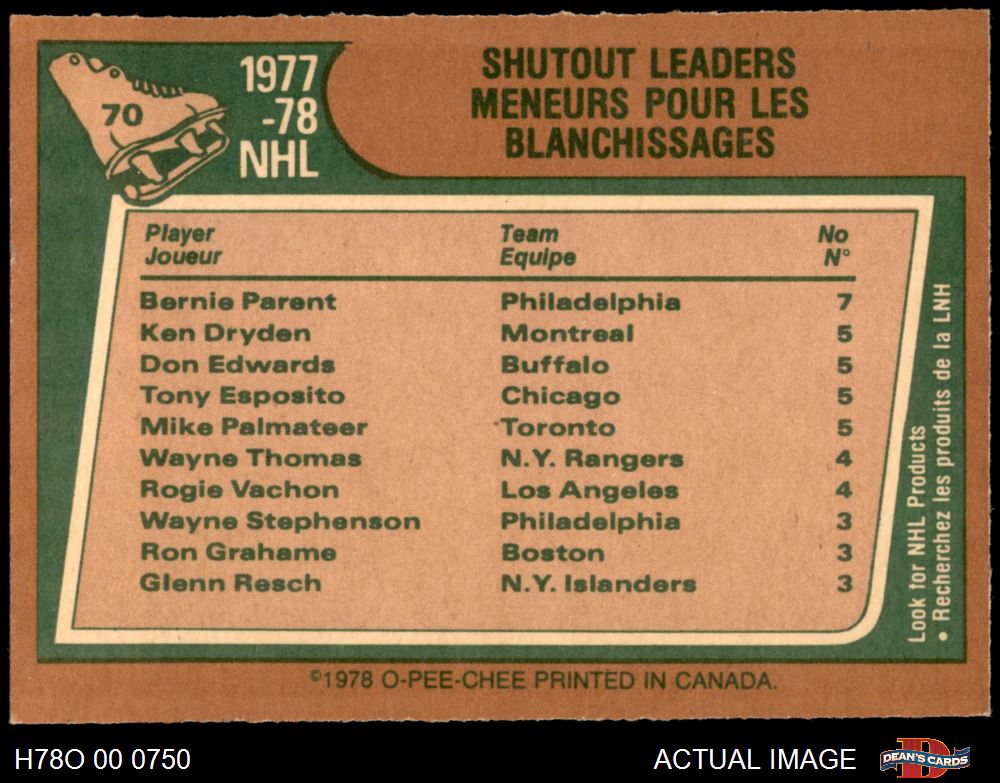 70
1977
-78
NHL
SHUTOUT LEADERS
MENEURS POUR LES
BLANCHISSAGES
Player Team No
Joueur Equipe N°
Bernie Parent Philadelphia 7
Ken Dryden Montreal 5
Don Edwards Buffalo 5
Tony Esposito Chicago 5
Mike Palmateer Toronto 5
Wayne Thomas N.Y. Rangers 4
Rogie Vachon Los Angeles 4
Wayne Stephenson Philadelphia 3
Ron Grahame Boston 3
Glenn Resch N.Y. Islanders 3
Look for NHL Products
• Recherchez les produits de la LNH
©1978 O-PEE-CHEE PRINTED IN CANADA.
H78O 00 0750 ACTUAL IMAGE DEAN'S CARDS